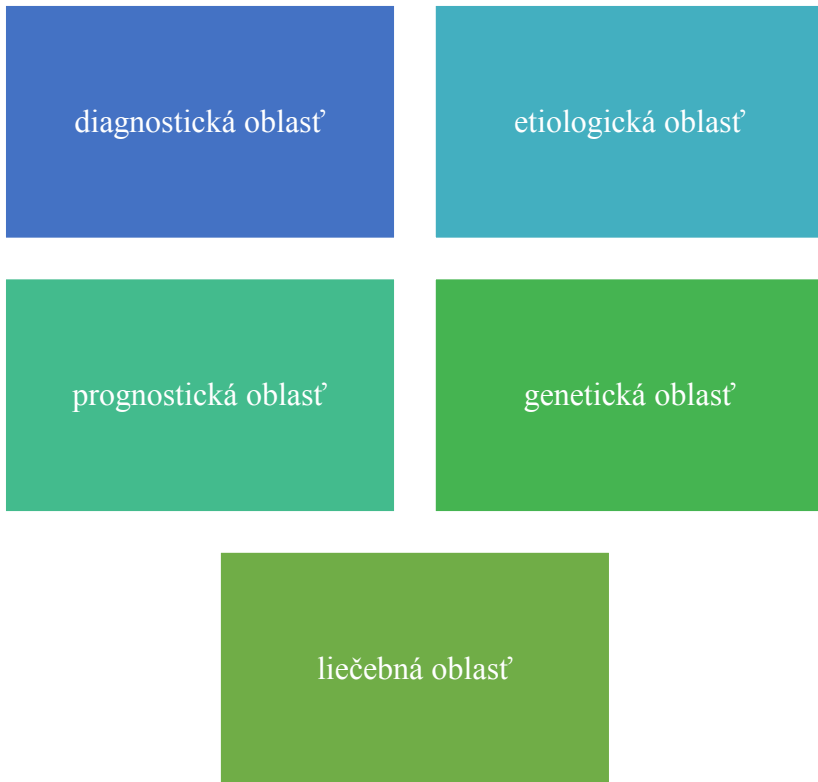 diagnostická oblasť
etiologická oblasť
prognostická oblasť
genetická oblasť
liečebná oblasť